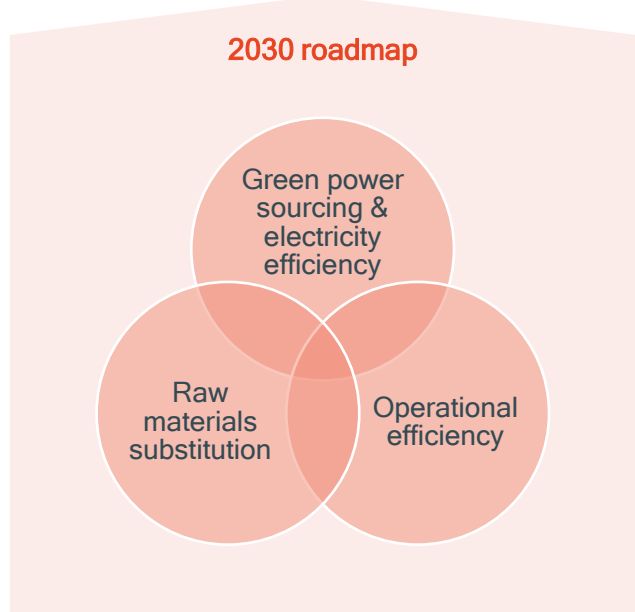 2030 roadmap
Green power
sourcing &
electricity
efficiency
Raw
materials
substitution
Operational
efficiency